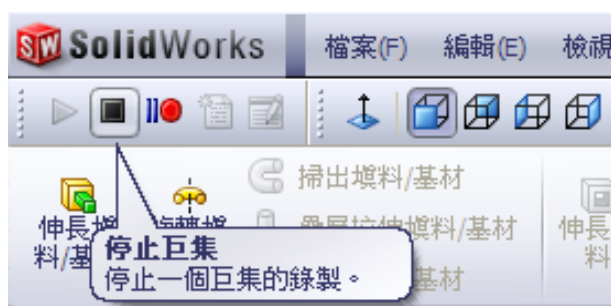 SolidWorks 檔案(F) 編輯(E) 檢視
掃出填料/基材
伸長填
料/基
旋轉填
疊層拉伸填料/基材
伸長
料
基材
停止巨集
停止一個巨集的錄製。